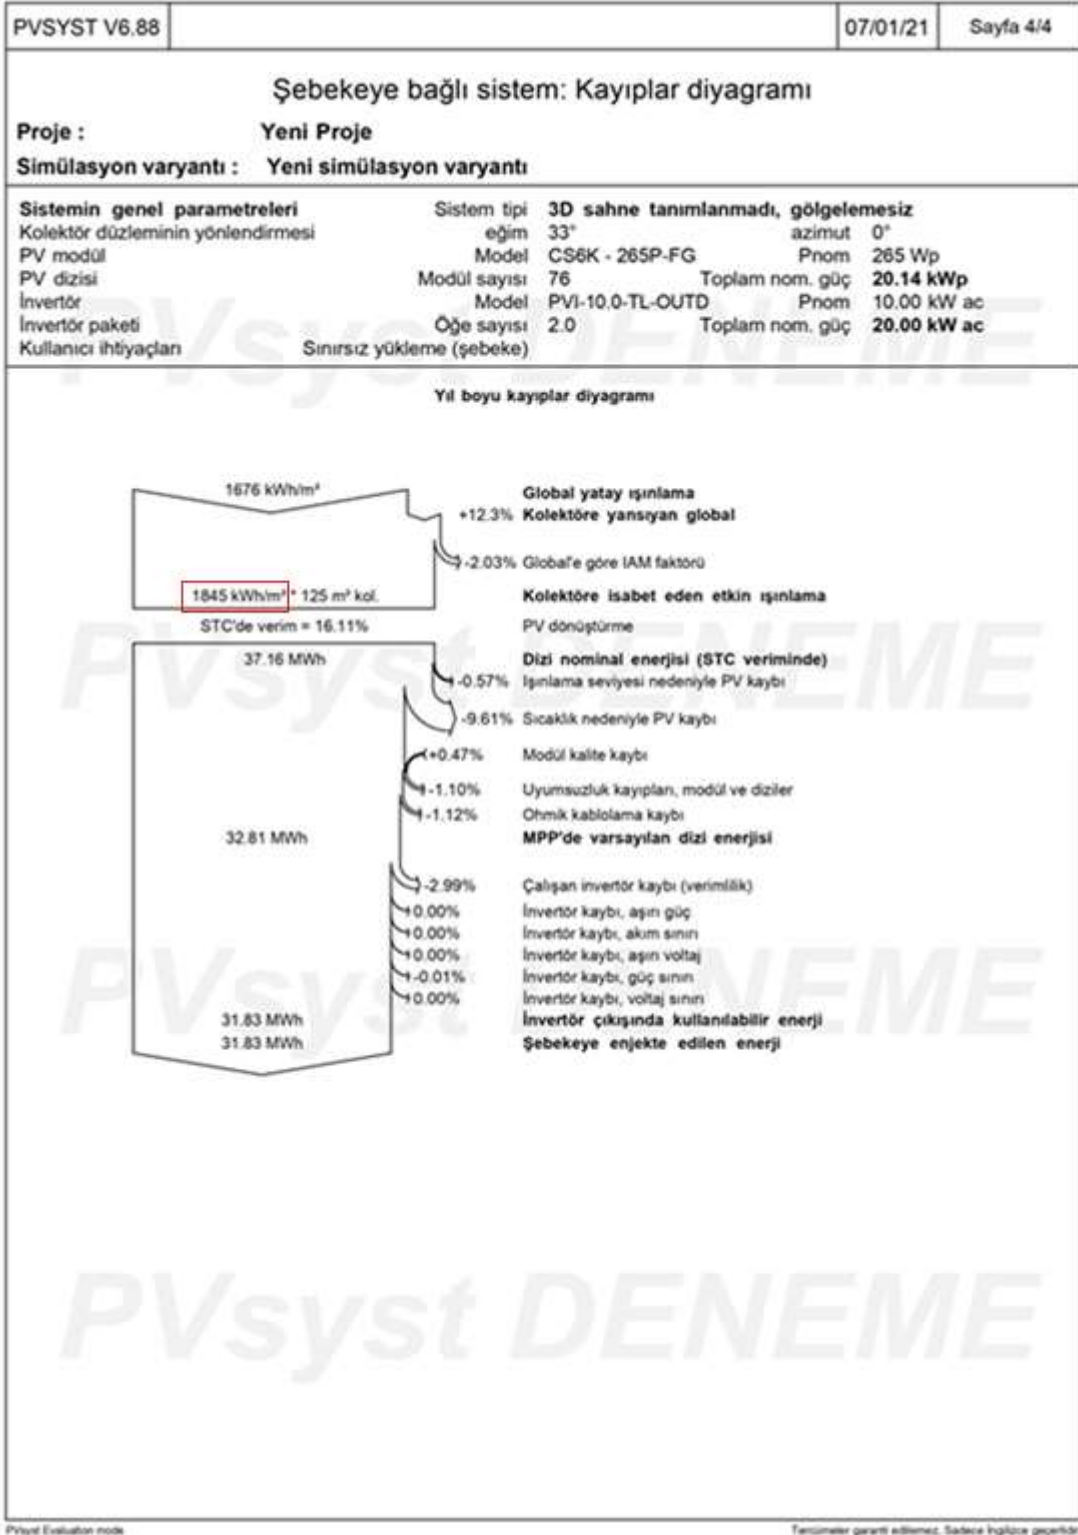 PVSYST V6.88 07/01/21 Sayfa 4/4
Şebekeye bağlı sistem: Kayıplar diyagramı
Proje : Yeni Proje
Simülasyon varyantı : Yeni simülasyon varyantı
Sistemin genel parametreleri Sistem tipi 3D sahne tanımlanmadı, gölgelemesiz
Kolektör düzleminin yönlendirmesi eğim 33° azimut 0°
PV modül Model CS6K - 265P-FG Pnom 265 Wp
PV dizisi Modül sayısı 76 Toplam nom. güç 20.14 kWp
İnvertör Model PVI-10.0-TL-OUTD Pnom 10.00 kW ac
İnvertör paketi Öğe sayısı 2.0 Toplam nom. güç 20.00 kW ac
Kullanıcı ihtiyaçları Sınırsız yükleme (şebeke)
PVsyst DENEME
Yıl boyu kayıplar diyagramı
1676 kWh/m² Global yatay ışınlama
+12.3% Kolektöre yansıyan global
-2.03% Global'e göre IAM faktörü
1845 kWh/m² * 125 m² kol. Kolektöre isabet eden etkin ışınlama
STC'de verim = 16.11% PV dönüştürme
37.16 MWh Dizi nominal enerjisi (STC veriminde)
-0.57% Işınlama seviyesi nedeniyle PV kaybı
PVsyst DENEME
-9.61% Sıcaklık nedeniyle PV kaybı
+0.47% Modül kalite kaybı
-1.10% Uyumsuzluk kayıpları, modül ve diziler
-1.12% Ohmik kablolama kaybı
32.81 MWh MPP'de varsayılan dizi enerjisi
-2.99% Çalışan invertör kaybı (verimlilik)
0.00% İnvertör kaybı, aşırı güç
0.00% İnvertör kaybı, akım sınırı
0.00% İnvertör kaybı, aşırı voltaj
-0.01% İnvertör kaybı, güç sınırı
0.00% İnvertör kaybı, voltaj sınırı
PVsyst DENEME
31.83 MWh İnvertör çıkışında kullanılabilir enerji
31.83 MWh Şebekeye enjekte edilen enerji
PVsyst DENEME
PVsyst Evaluation mode Tercümeler garanti edilemez, Sadece İngilizce geçerlidir